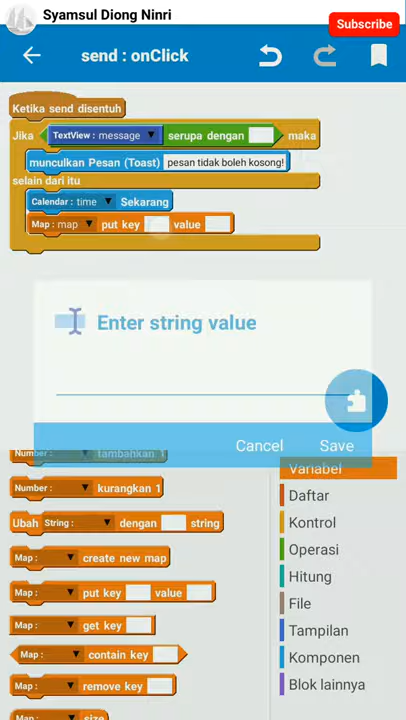 Syamsul Diong Ninri
Subscribe
send : onClick
Ketika send disentuh
Jika TextView : message serupa dengan maka
munculkan Pesan (Toast) pesan tidak boleh kosong!
selain dari itu
Calendar : time Sekarang
Map : map put key value
Enter string value
Cancel Save
Number : tambahkan 1
Variabel
Number : kurangkan 1
Daftar
Ubah String : dengan string
Kontrol
Map : create new map
Operasi
Hitung
Map : put key value
File
Map : get key
Tampilan
Map : contain key
Komponen
Map : remove key
Blok lainnya
Map : size